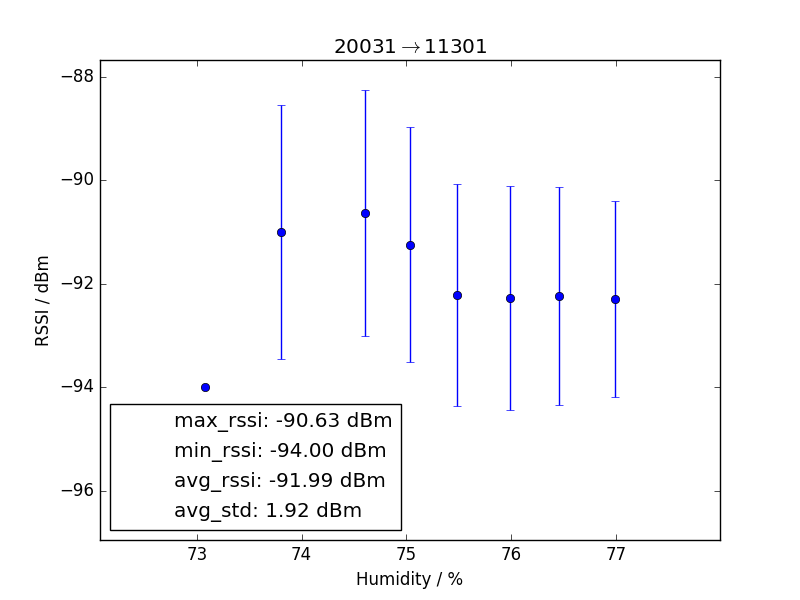 20031→11301
−88
−90
−92
−94
−96
RSSI / dBm
max_rssi: -90.63 dBm
min_rssi: -94.00 dBm
avg_rssi: -91.99 dBm
avg_std: 1.92 dBm
73 74 75 76 77
Humidity / %